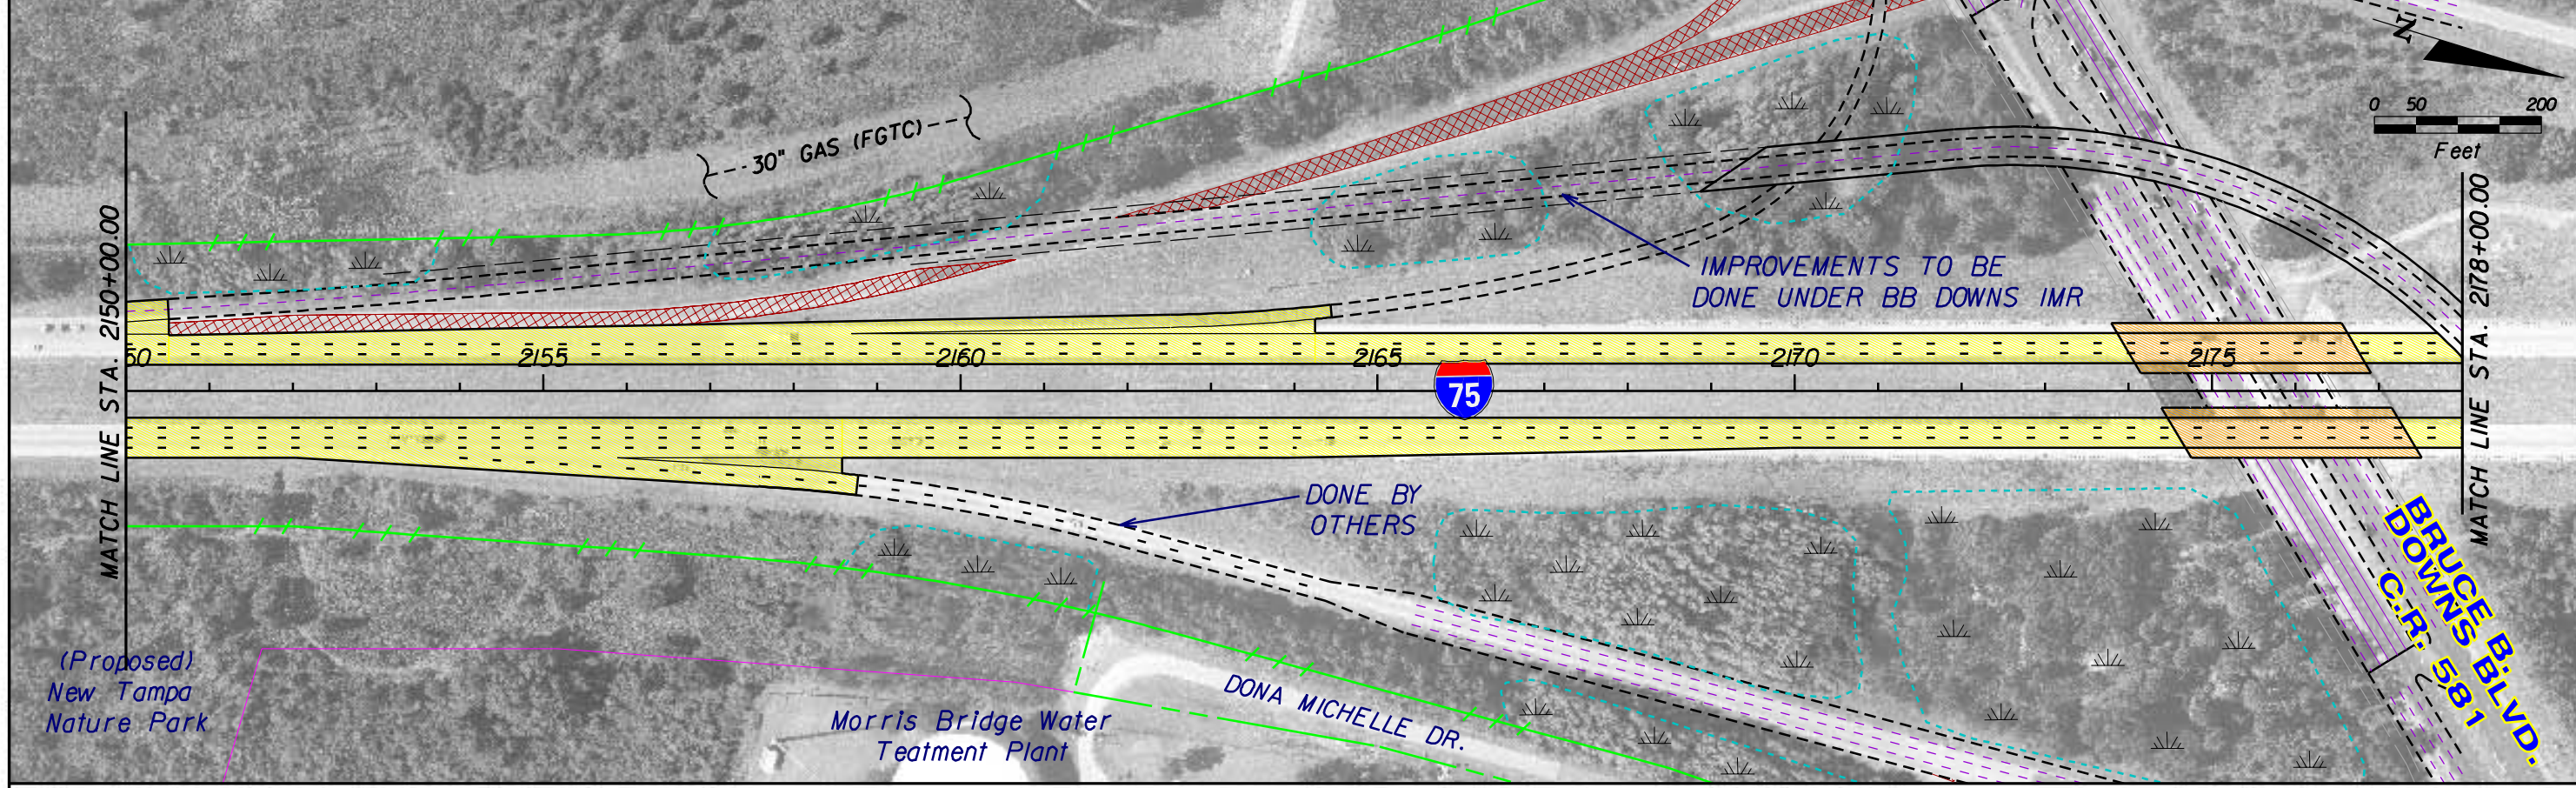 N
0 50 200
Feet
30" GAS (FGTC)
MATCH LINE STA. 2150+00.00
MATCH LINE STA. 2178+00.00
IMPROVEMENTS TO BE
DONE UNDER BB DOWNS IMR
50 2155 2160 2165 2170 2175
75
DONE BY
OTHERS
BRUCE B.
DOWNS BLVD.
C.R. 581
(Proposed)
New Tampa
Nature Park
Morris Bridge Water
Teatment Plant
DONA MICHELLE DR.